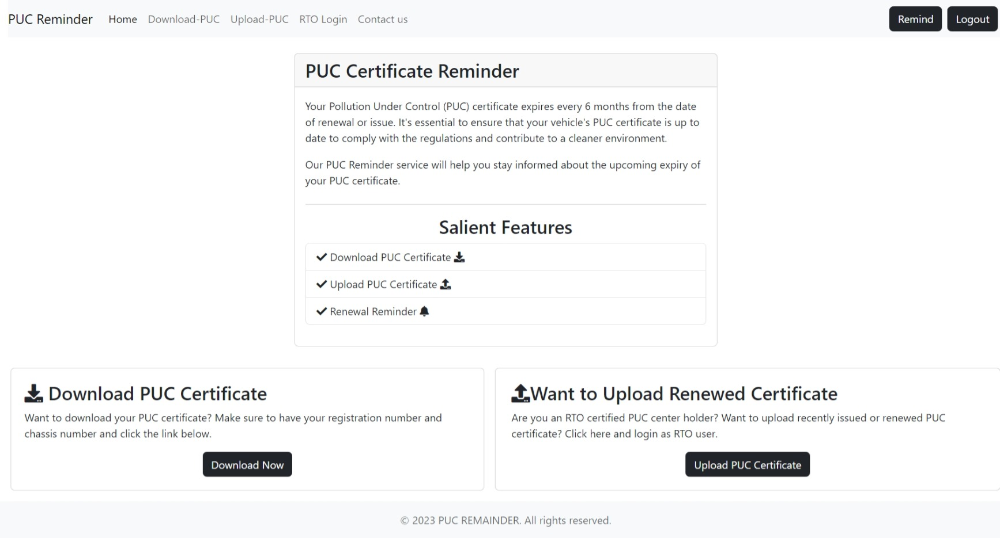 PUC Reminder Home Download-PUC Upload-PUC RTO Login Contact us Remind Logout
PUC Certificate Reminder
Your Pollution Under Control (PUC) certificate expires every 6 months from the date
of renewal or issue. It's essential to ensure that your vehicle's PUC certificate is up to
date to comply with the regulations and contribute to a cleaner environment.
Our PUC Reminder service will help you stay informed about the upcoming expiry of
your PUC certificate.
Salient Features
Download PUC Certificate
Upload PUC Certificate
Renewal Reminder
Download PUC Certificate
Want to download your PUC certificate? Make sure to have your registration number and
chassis number and click the link below.
Download Now
Want to Upload Renewed Certificate
Are you an RTO certified PUC center holder? Want to upload recently issued or renewed PUC
certificate? Click here and login as RTO user.
Upload PUC Certificate
© 2023 PUC REMAINDER. All rights reserved.